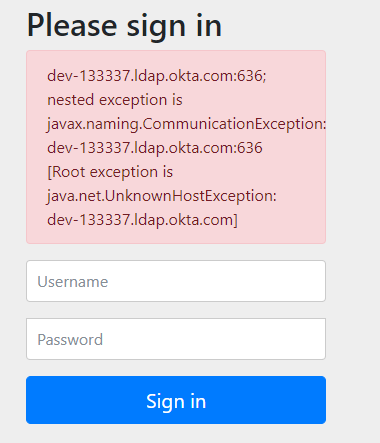 Please sign in
dev-133337.ldap.okta.com:636;
nested exception is
javax.naming.CommunicationException:
dev-133337.ldap.okta.com:636
[Root exception is
java.net.UnknownHostException:
dev-133337.ldap.okta.com]
Username
Password
Sign in